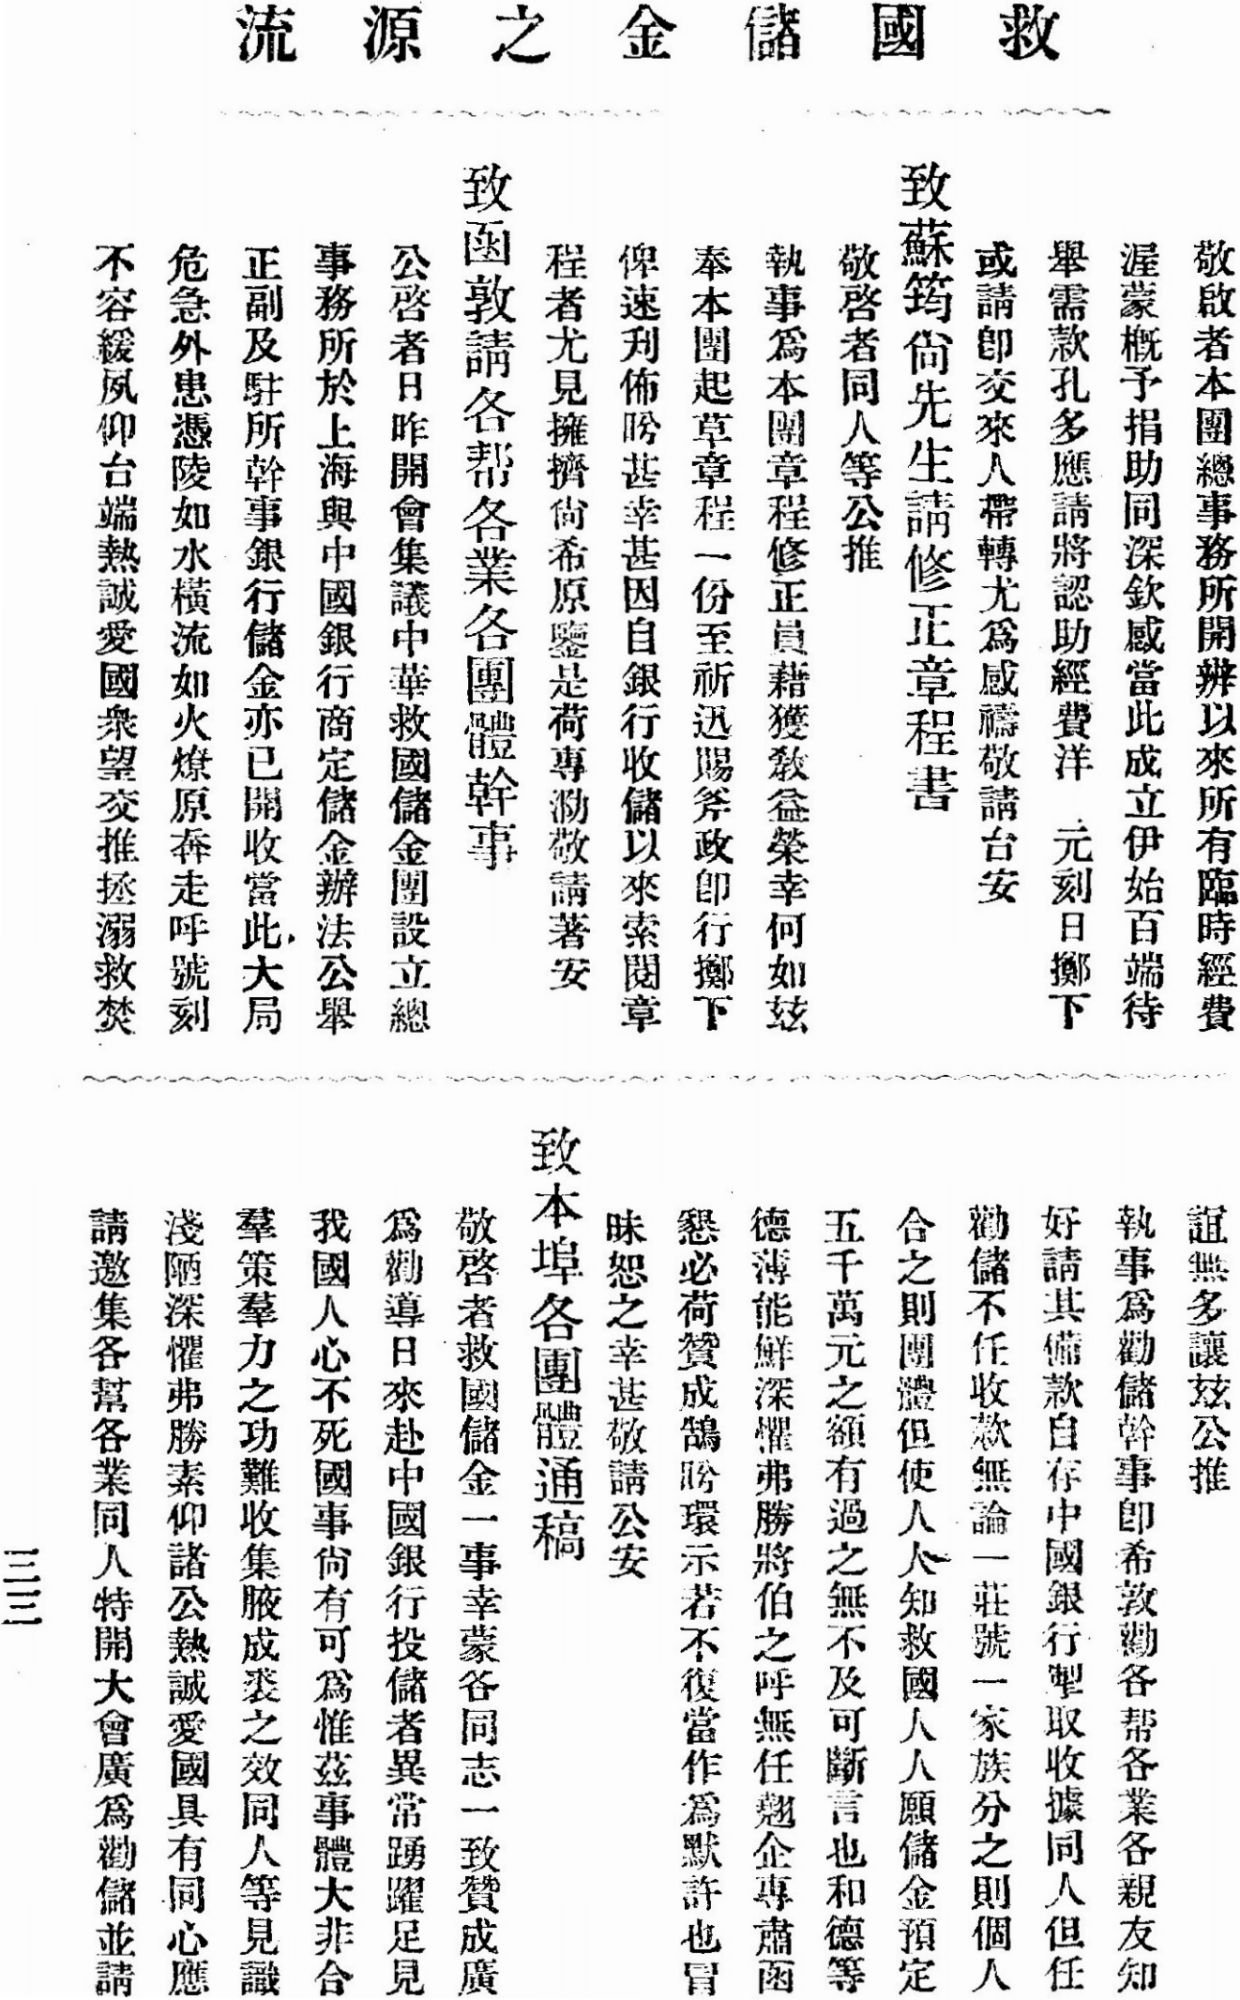 救國儲金之源流
敬啟者本團總事務所開辦以來所有臨時經費
渥蒙概予捐助同深欽感當此成立伊始百端待
舉需款孔多應請將認助經費洋　元刻日擲下
或請卽交來人帶轉尤爲感禱敬請台安
致蘇筠尙先生請修正章程書
敬啓者同人等公推
執事爲本團章程修正員藉獲敎益榮幸何如玆
奉本團起草章程一份至祈迅賜斧政卽行擲下
俾速刋佈盻甚幸甚因自銀行收儲以來索閱章
程者尤見擁擠尙希原鑒是荷專泐敬請著安
致函敦請各帮各業各團體幹事
公啓者日昨開會集議中華救國儲金團設立總
事務所於上海與中國銀行商定儲金辦法公舉
正副及駐所幹事銀行儲金亦已開收當此大局
危急外患憑陵如水橫流如火燎原奔走呼號刻
不容緩夙仰台端熱誠愛國衆望交推拯溺救焚
誼無多讓玆公推
執事爲勸儲幹事卽希敦勸各帮各業各親友知
好請其備款自存中國銀行掣取收據同人但任
勸儲不任收款無論一莊號一家族分之則個人
合之則團體但使人人知救國人人願儲金預定
五千萬元之額有過之無不及可斷言也和德等
德薄能鮮深懼弗勝將伯之呼無任翹企專肅函
懇必荷贊成鵠盻環示若不復當作爲默許也冒
昧恕之幸甚敬請公安
致本埠各團體通稿
敬啓者救國儲金一事幸蒙各同志一致贊成廣
爲勸導日來赴中國銀行投儲者異常踴躍足見
我國人心不死國事尙有可爲惟茲事體大非合
羣策羣力之功難收集腋成裘之效同人等見識
淺陋深懼弗勝素仰諸公熱誠愛國具有同心應
請邀集各幫各業同人特開大會廣爲勸儲並請
三三